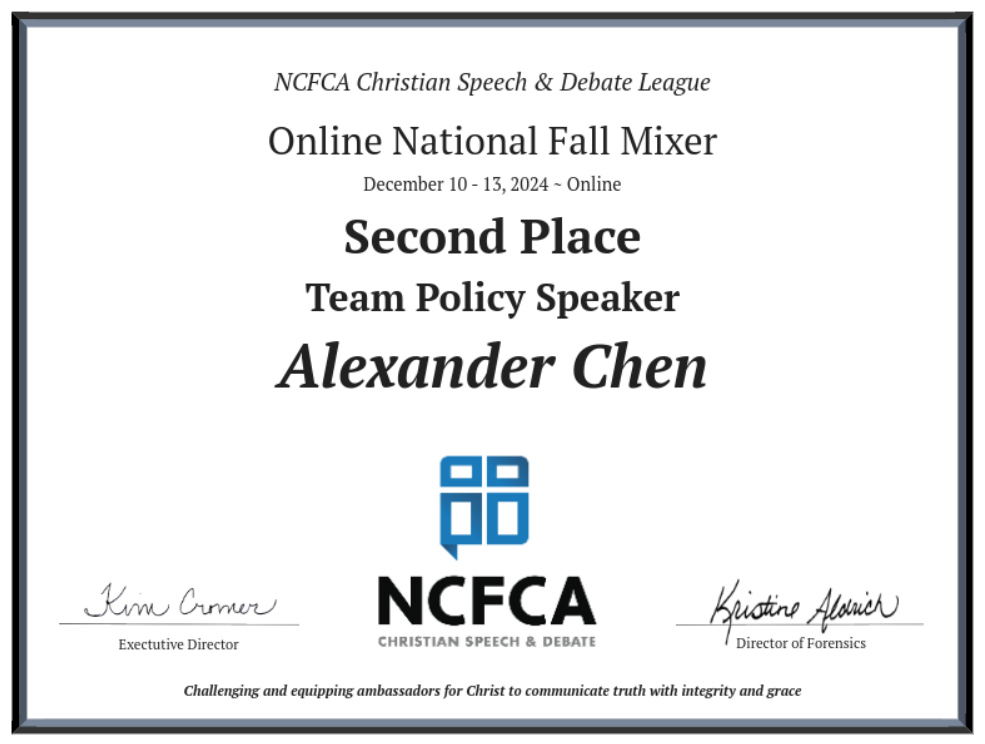 NCFCA Christian Speech & Debate League
Online National Fall Mixer
December 10 - 13, 2024 ~ Online
Second Place
Team Policy Speaker
Alexander Chen
NCFCA
CHRISTIAN SPEECH & DEBATE
Kim Cromer
Kristine Aldrich
Exectutive Director
Director of Forensics
Challenging and equipping ambassadors for Christ to communicate truth with integrity and grace